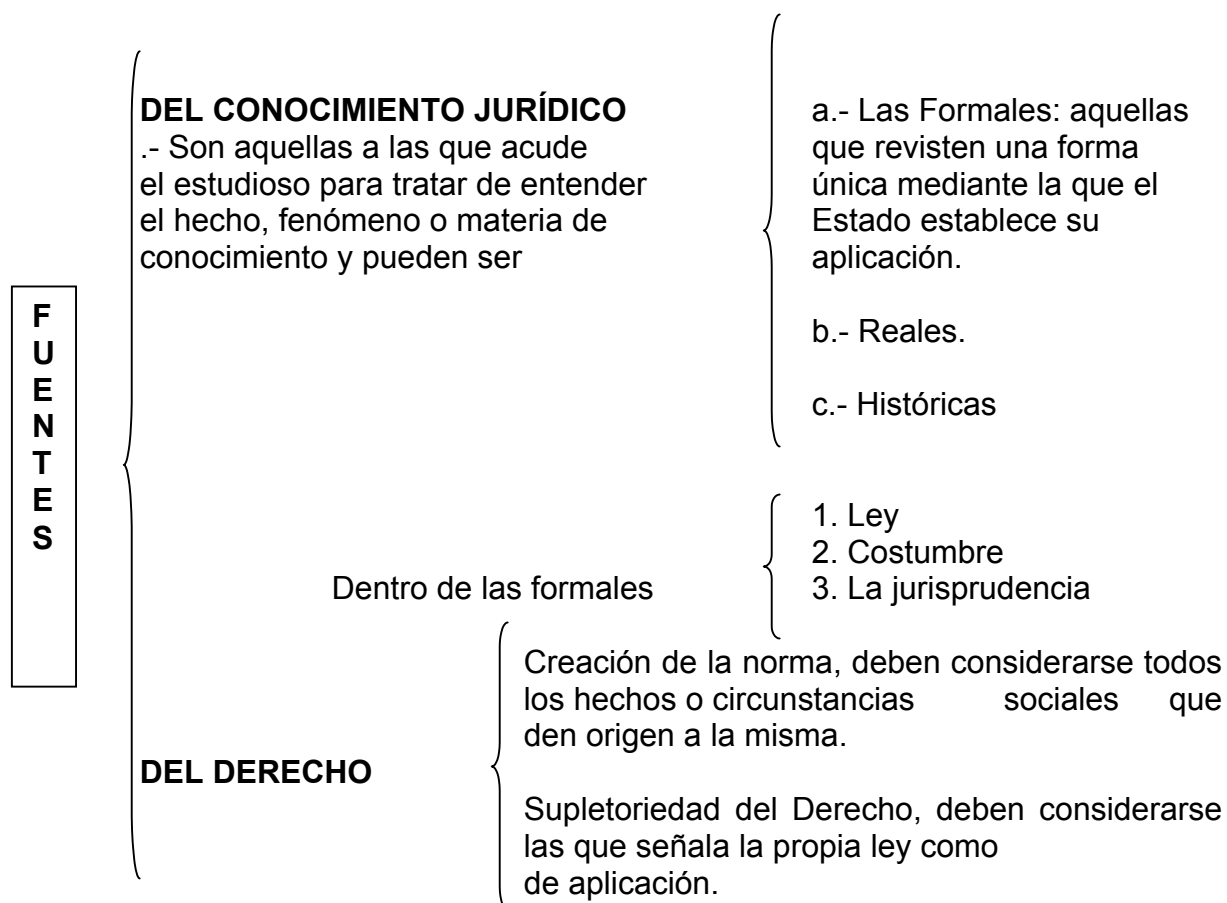 FUENTES
DEL CONOCIMIENTO JURÍDICO
.- Son aquellas a las que acude
el estudioso para tratar de entender
el hecho, fenómeno o materia de
conocimiento y pueden ser
a.- Las Formales: aquellas
que revisten una forma
única mediante la que el
Estado establece su
aplicación.
b.- Reales.
c.- Históricas
Dentro de las formales
1. Ley
2. Costumbre
3. La jurisprudencia
DEL DERECHO
Creación de la norma, deben considerarse todos
los hechos o circunstancias sociales que
den origen a la misma.
Supletoriedad del Derecho, deben considerarse
las que señala la propia ley como
de aplicación.